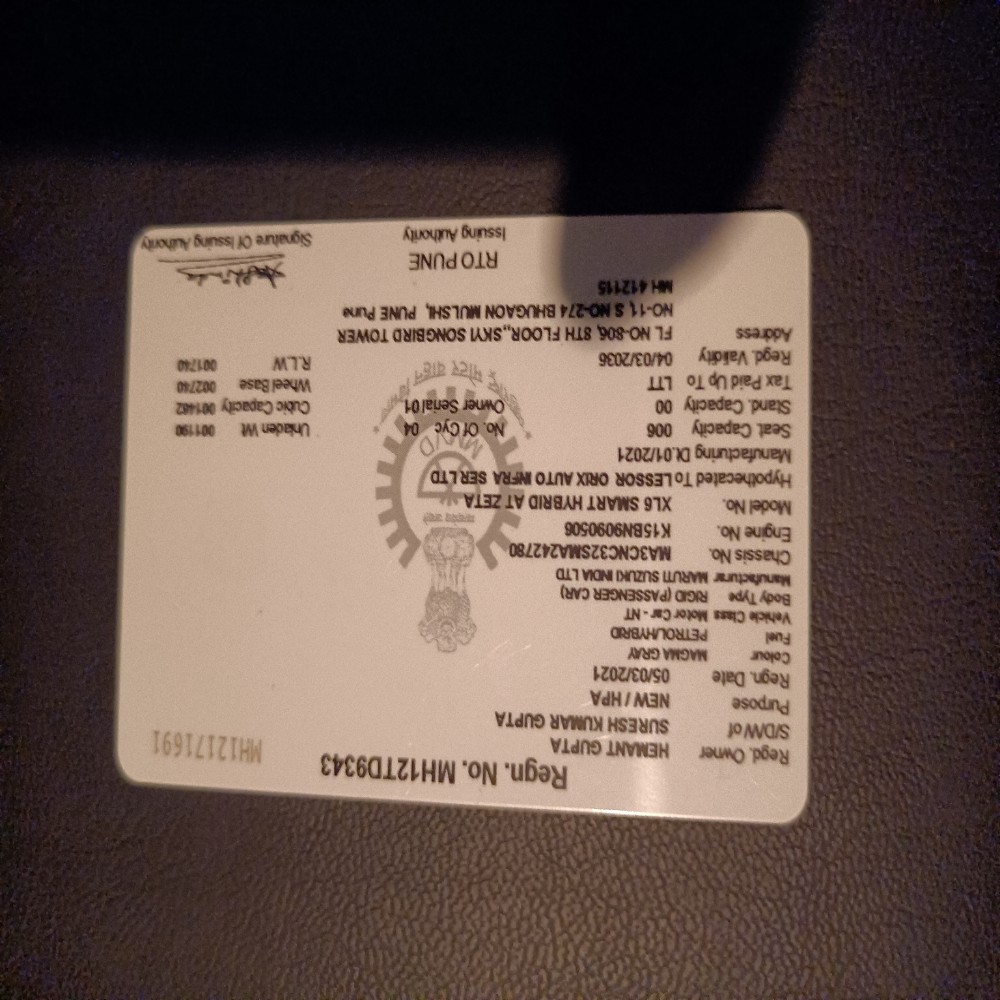 Regn. No. MH12TD9343
MH12171691
Regd. Owner HEMANT GUPTA
S/D/W of SURESH KUMAR GUPTA
Purpose NEW / HPA
Regn. Date 05/03/2021
Colour MAGMA GRAY
Fuel PETROL/HYBRID
Vehicle Class Motor Car - NT
Body Type RIGID (PASSENGER CAR)
Manufacturar MARUTI SUZUKI INDIA LTD
Chassis No. MA3CNC32SMA242780
Engine No. K15BN9090506
Model No. XL6 SMART HYBRID AT ZETA
Hypothecated To LESSOR ORIX AUTO INFRA SER LTD
Manufacturing Dt. 01/2021
Seat. Capacity 006 No. Of Cyc 04 Unladen Wt 001190
Stand. Capacity 00 Owner Serial 01 Cubic Capacity 001462
Tax Paid Up To LTT Wheel Base 002740
Regd. Validity 04/03/2036 R.L.W 001740
Address FL NO-806, 8TH FLOOR,,SKYI SONGBIRD TOWER
NO-11, S NO-274 BHUGAON MULSHI, PUNE Pune
MH 412115
RTO PUNE
Issuing Authority Signature Of Issuing Authority
MMVD
मोटर वाहन